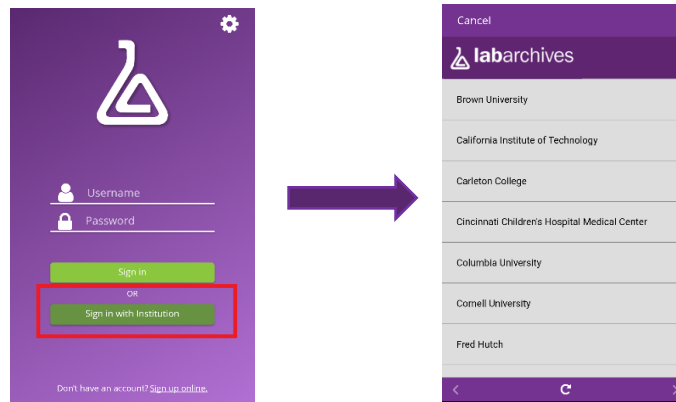 Username
Password
Sign in
OR
Sign in with Institution
Don't have an account? Sign up online.
Cancel
labarchives
Brown University
California Institute of Technology
Carleton College
Cincinnati Children's Hospital Medical Center
Columbia University
Cornell University
Fred Hutch